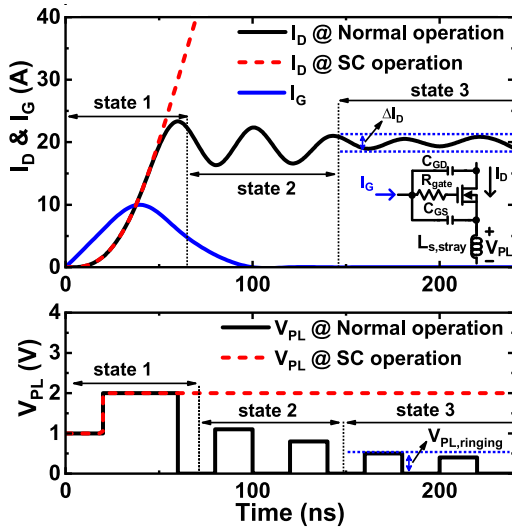 I_D & I_G (A)
40
30
20
10
0
I_D @ Normal operation
I_D @ SC operation
I_G
state 1
state 2
state 3
ΔI_D
C_GD
I_D
R_gate
I_G
C_GS
+
L_s,stray
V_PL
−
0
100
200
V_PL (V)
4
3
2
1
0
V_PL @ Normal operation
V_PL @ SC operation
state 1
state 2
state 3
V_PL,ringing
0
100
200
Time (ns)